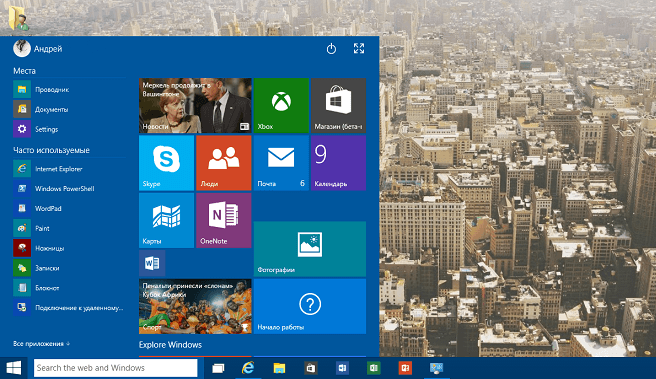 Андрей
Места
Проводник
Документы
Settings
Часто используемые
Internet Explorer
Windows PowerShell
WordPad
Paint
Ножницы
Записки
Блокнот
Подключение к удаленному...
Все приложения
Меркель продолжит в
Вашингтоне
Новости
Xbox
Магазин (бета-
Skype
Люди
Почта
6
9
Календарь
Карты
OneNote
Фотографии
Пенальти принесли «слонам»
Кубок Африки
Спорт
Начало работы
Explore Windows
Search the web and Windows